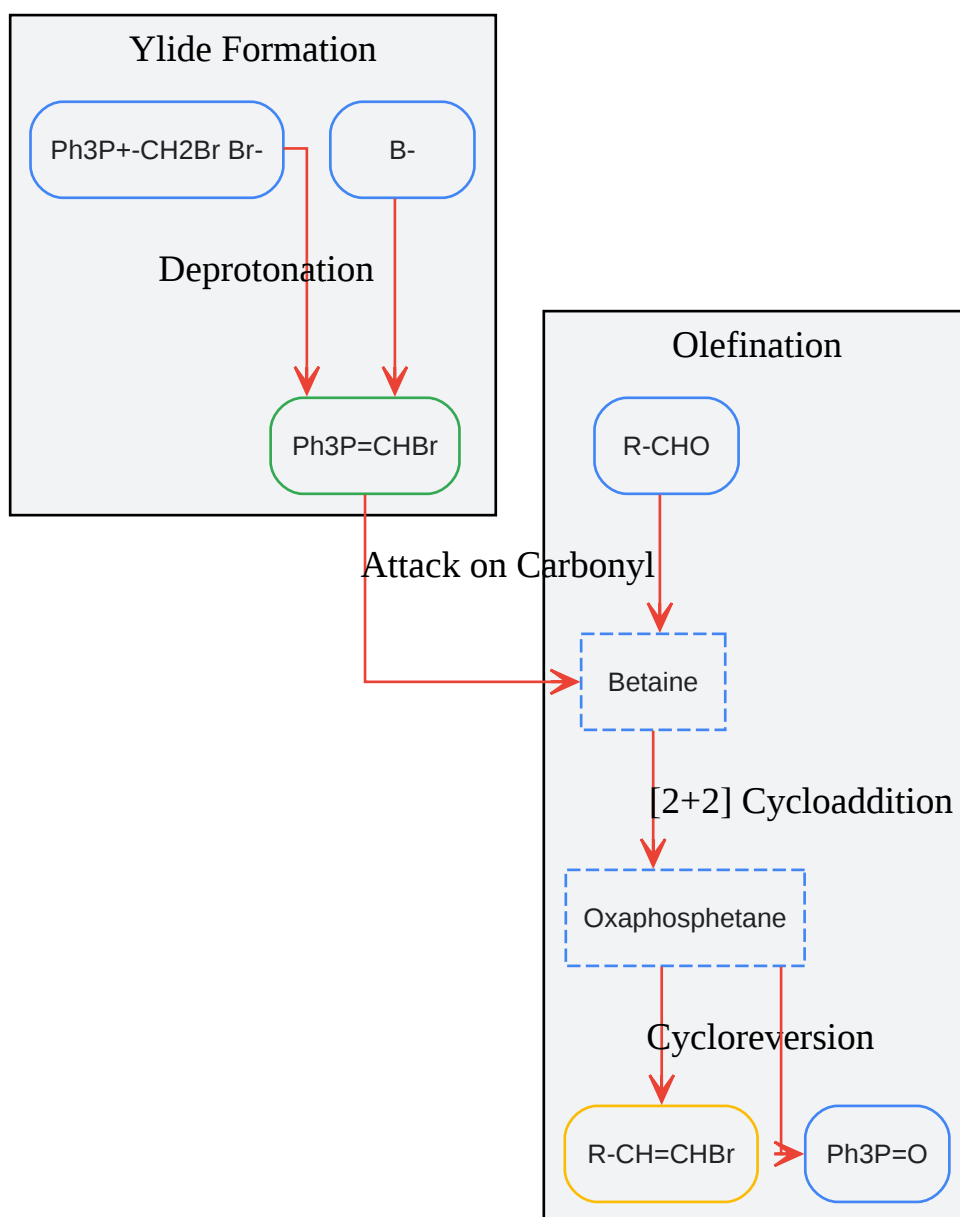 Ylide Formation
Ph3P+-CH2Br Br-
B-
Deprotonation
Ph3P=CHBr
Olefination
R-CHO
Attack on Carbonyl
Betaine
[2+2] Cycloaddition
Oxaphosphetane
Cycloreversion
R-CH=CHBr
Ph3P=O